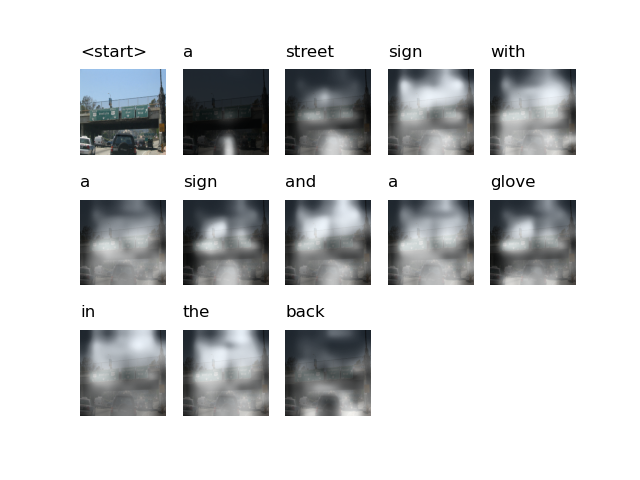 <start> a street sign with
a sign and a glove
in the back